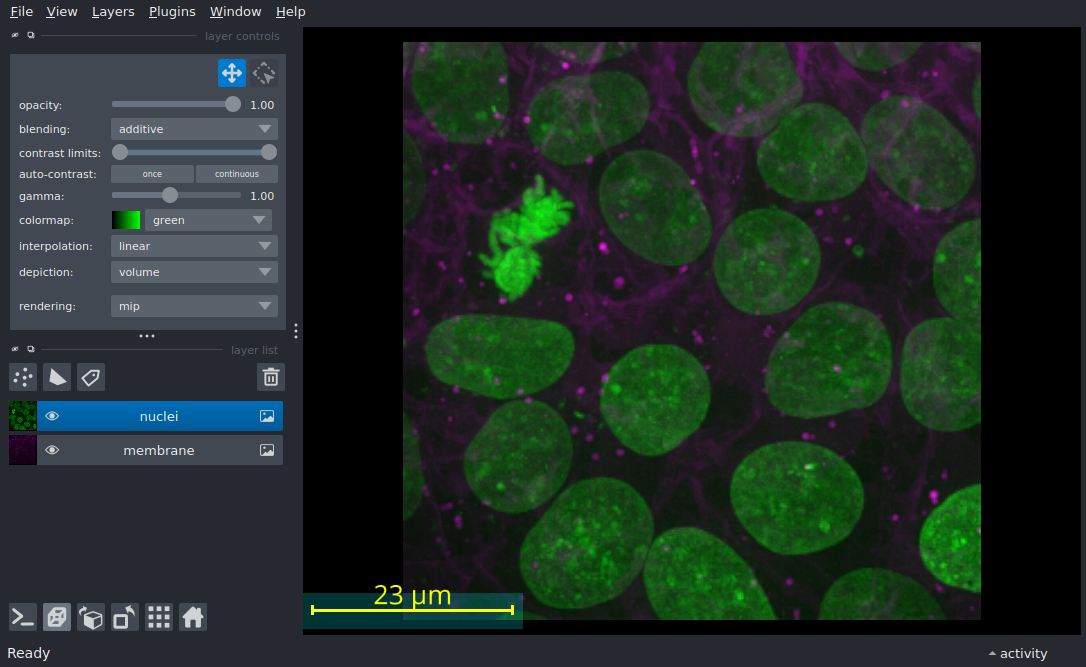 File View Layers Plugins Window Help
layer controls
opacity: 1.00
blending: additive
contrast limits:
auto-contrast: once continuous
gamma: 1.00
colormap: green
interpolation: linear
depiction: volume
rendering: mip
layer list
nuclei
membrane
23 µm
Ready activity